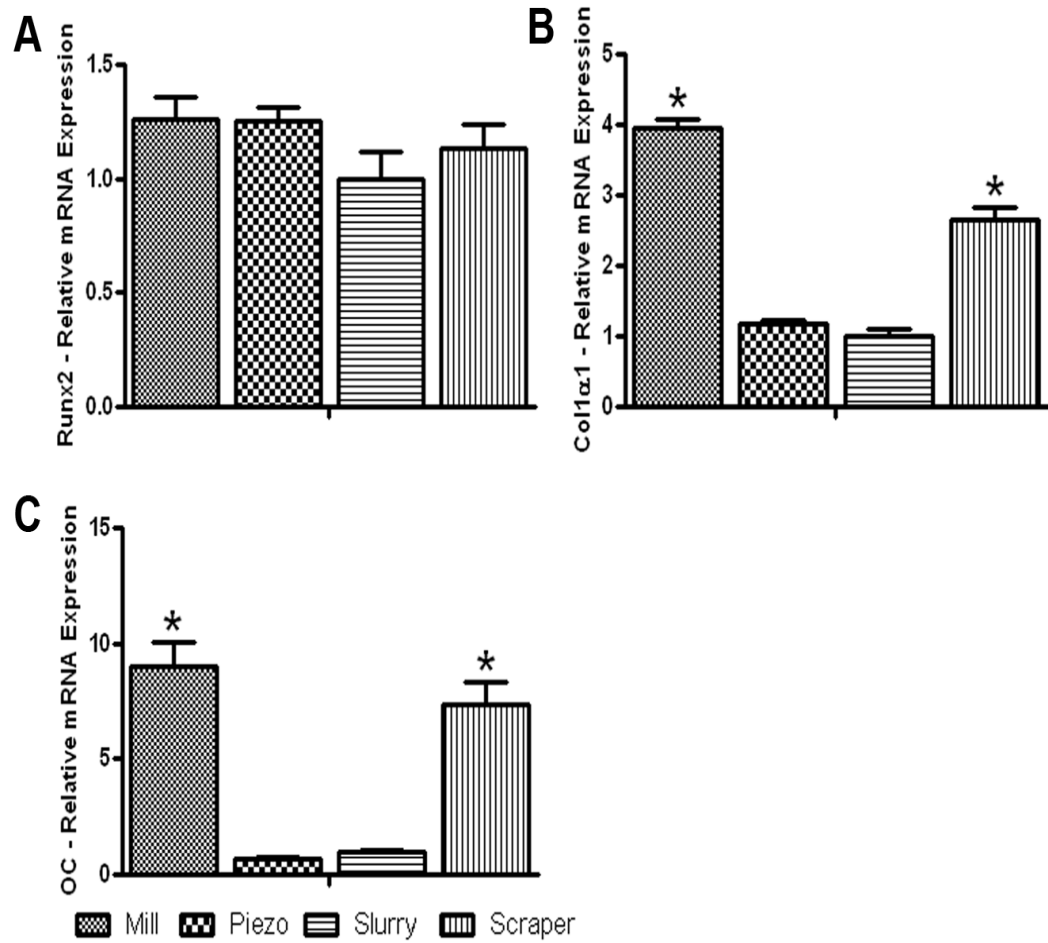 A
Runx2 - Relative mRNA Expression
1.5
1.0
0.5
0.0
B
Col1α1 - Relative mRNA Expression
5
4
3
2
1
0
*
*
C
OC - Relative mRNA Expression
15
10
5
0
*
*
Mill Piezo Slurry Scraper